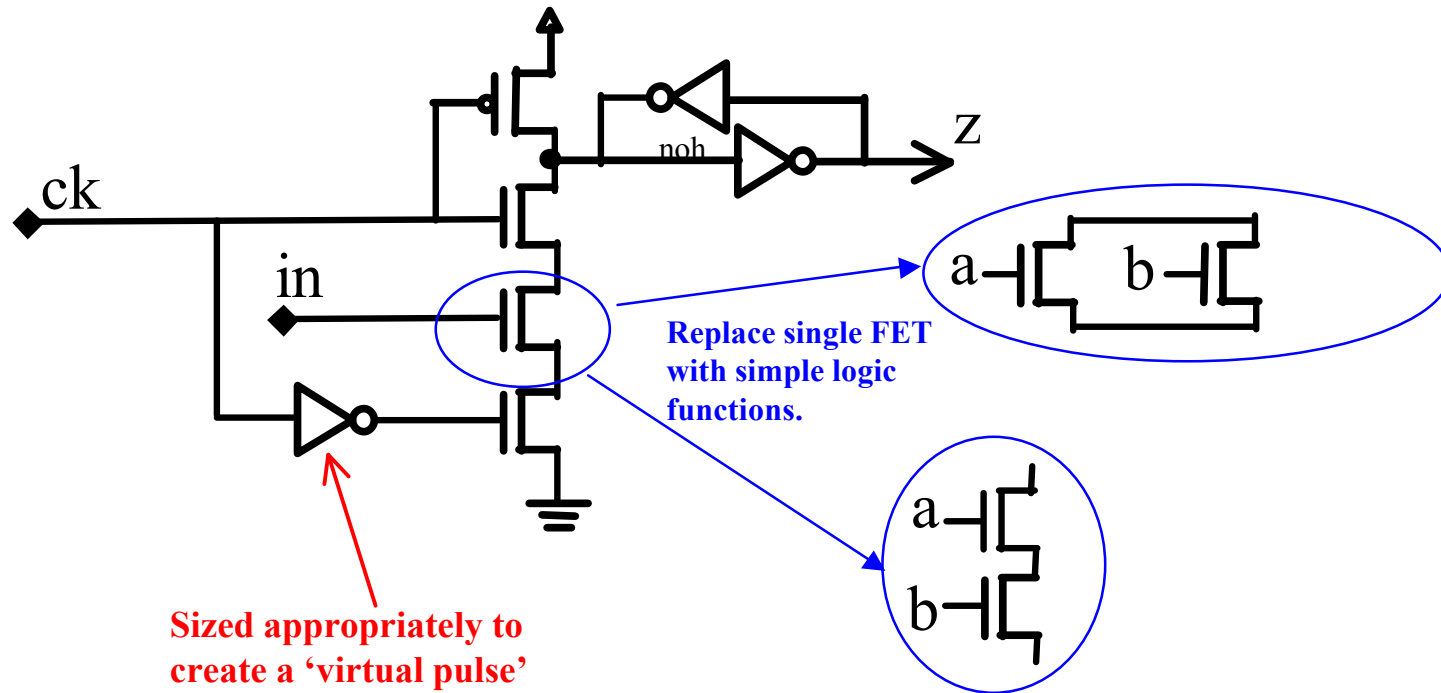 ck
in
noh
z
a
b
Replace single FET
with simple logic
functions.
a
b
Sized appropriately to
create a ‘virtual pulse’